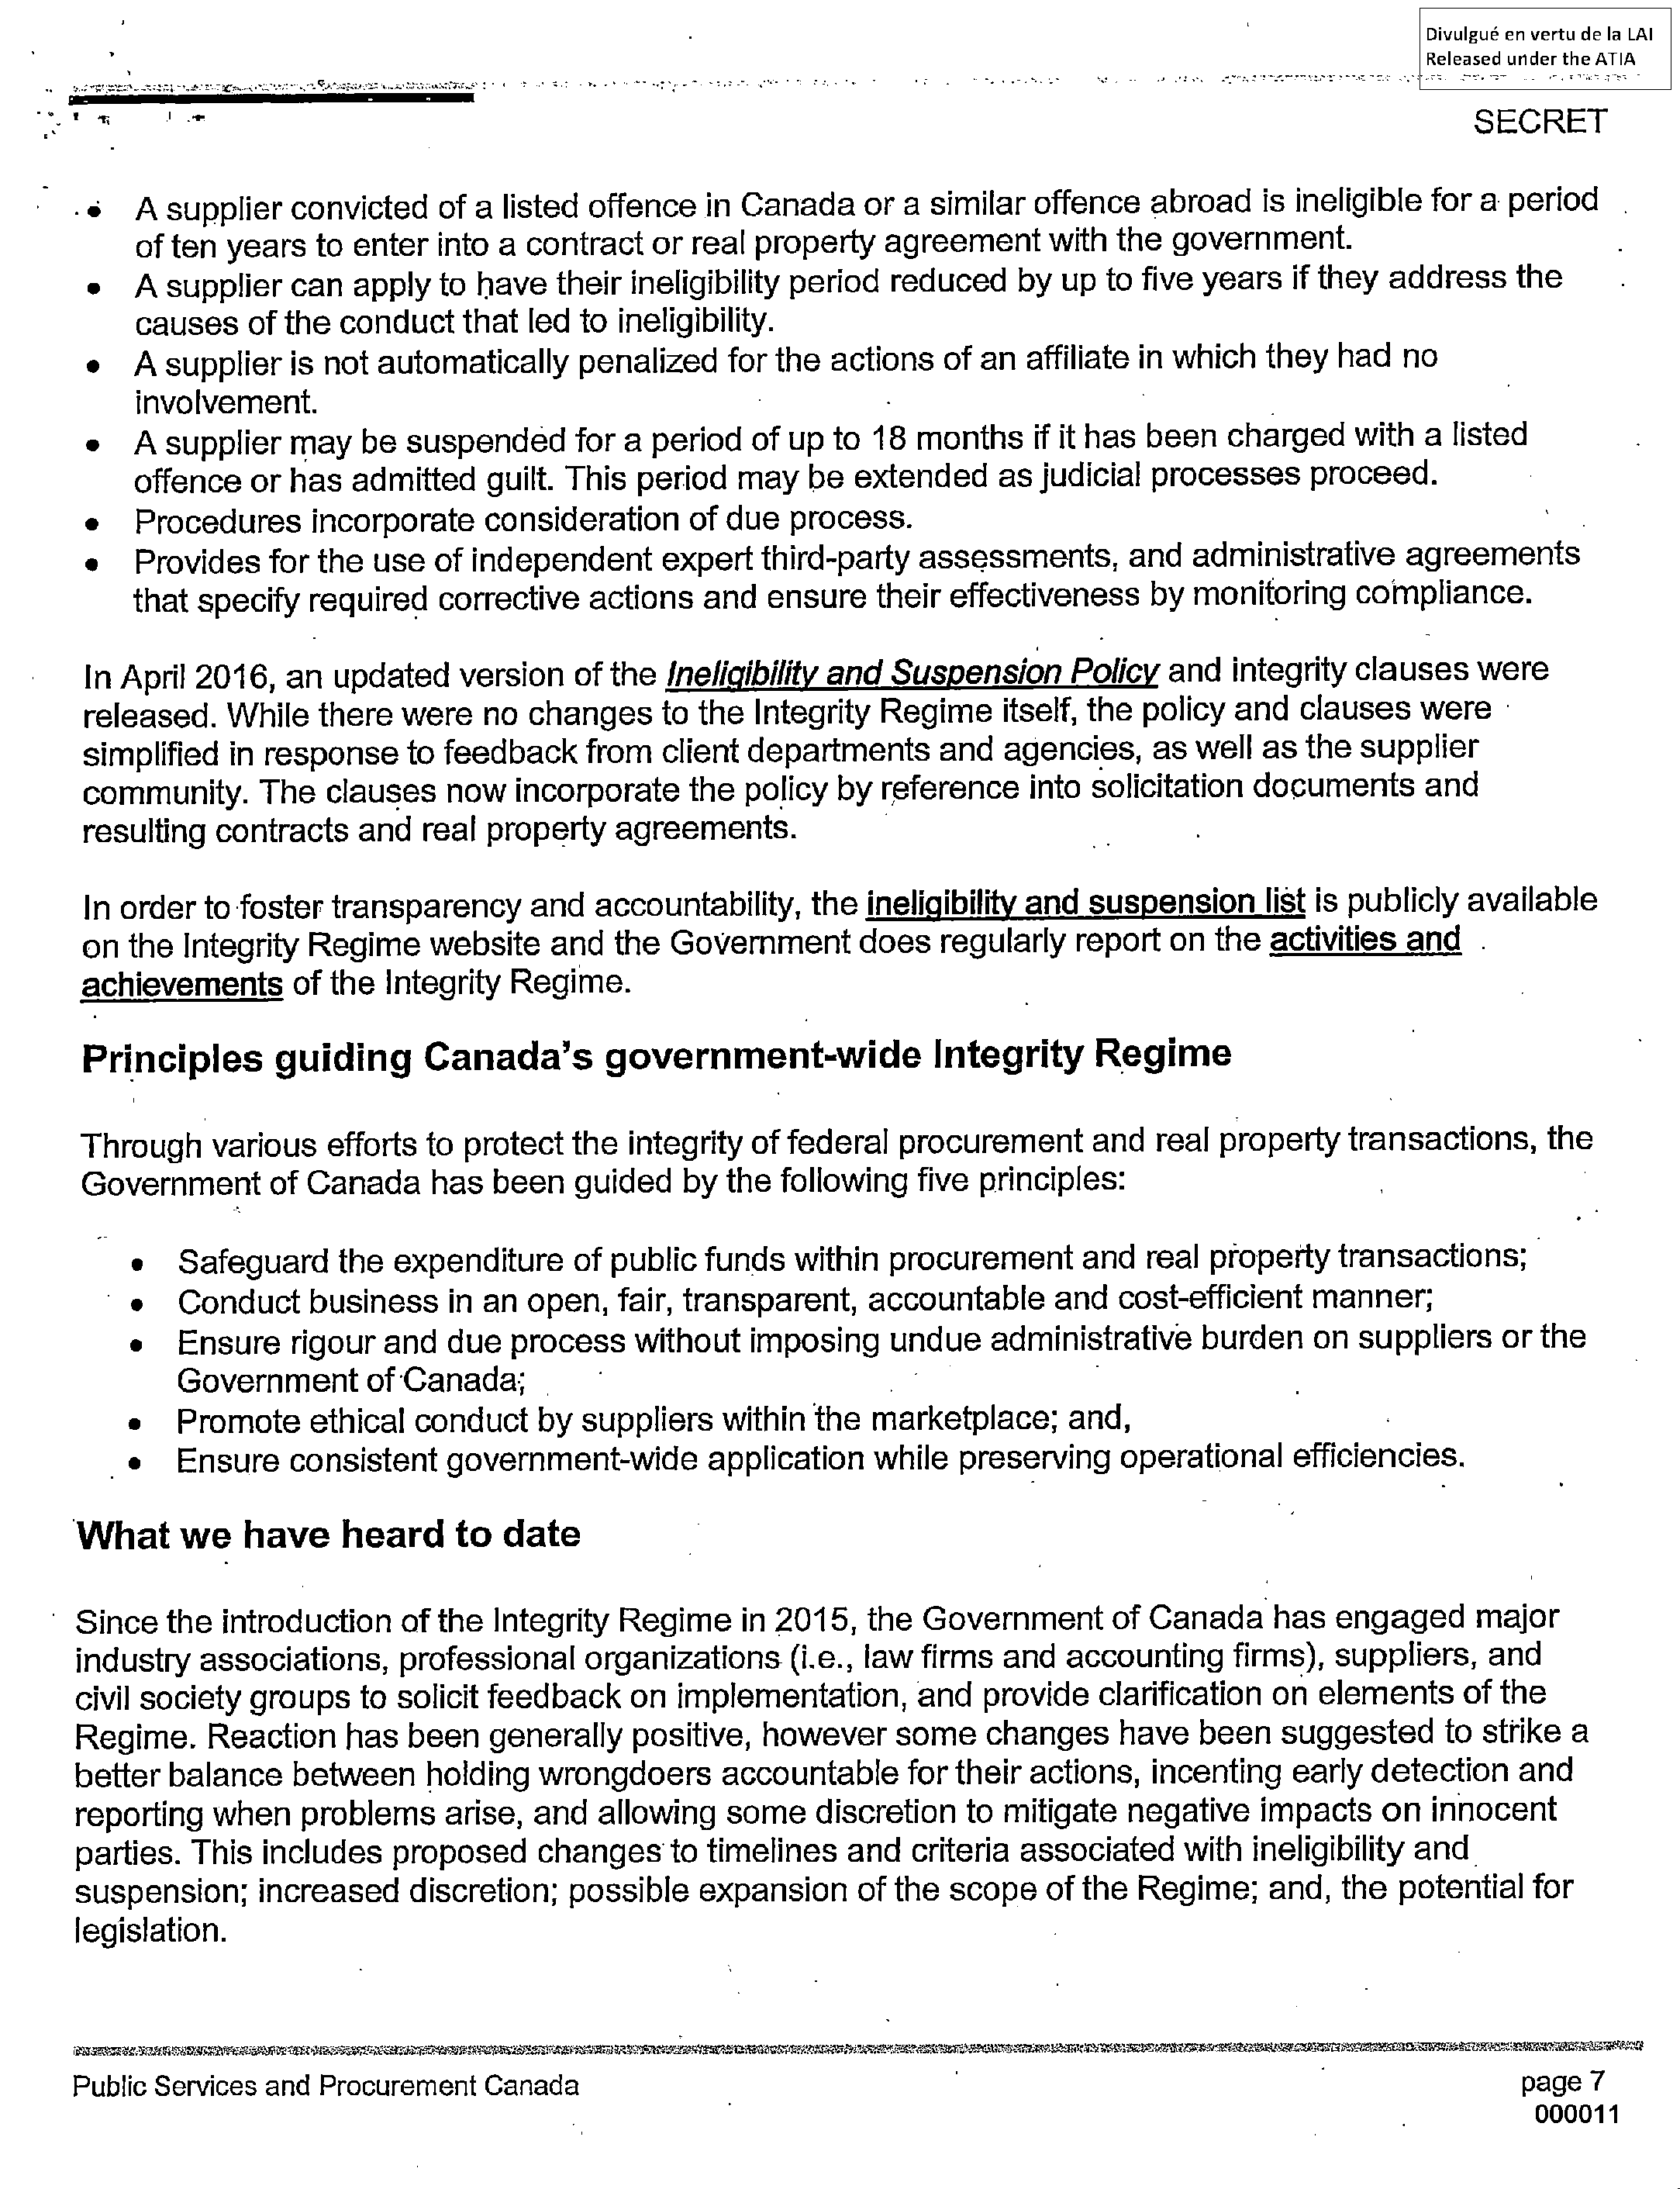 Divulgué en vertu de la LAI
Released under the ATIA
SECRET
• A supplier convicted of a listed offence in Canada or a similar offence abroad is ineligible for a period
of ten years to enter into a contract or real property agreement with the government.
• A supplier can apply to have their ineligibility period reduced by up to five years if they address the
causes of the conduct that led to ineligibility.
• A supplier is not automatically penalized for the actions of an affiliate in which they had no
involvement.
• A supplier may be suspended for a period of up to 18 months if it has been charged with a listed
offence or has admitted guilt. This period may be extended as judicial processes proceed.
• Procedures incorporate consideration of due process.
• Provides for the use of independent expert third-party assessments, and administrative agreements
that specify required corrective actions and ensure their effectiveness by monitoring compliance.
In April 2016, an updated version of the Ineligibility and Suspension Policy and integrity clauses were
released. While there were no changes to the Integrity Regime itself, the policy and clauses were
simplified in response to feedback from client departments and agencies, as well as the supplier
community. The clauses now incorporate the policy by reference into solicitation documents and
resulting contracts and real property agreements.
In order to foster transparency and accountability, the ineligibility and suspension list is publicly available
on the Integrity Regime website and the Government does regularly report on the activities and
achievements of the Integrity Regime.
Principles guiding Canada's government-wide Integrity Regime
Through various efforts to protect the integrity of federal procurement and real property transactions, the
Government of Canada has been guided by the following five principles:
• Safeguard the expenditure of public funds within procurement and real property transactions;
• Conduct business in an open, fair, transparent, accountable and cost-efficient manner;
• Ensure rigour and due process without imposing undue administrative burden on suppliers or the
Government of Canada;
• Promote ethical conduct by suppliers within the marketplace; and,
• Ensure consistent government-wide application while preserving operational efficiencies.
What we have heard to date
Since the introduction of the Integrity Regime in 2015, the Government of Canada has engaged major
industry associations, professional organizations (i.e., law firms and accounting firms), suppliers, and
civil society groups to solicit feedback on implementation, and provide clarification on elements of the
Regime. Reaction has been generally positive, however some changes have been suggested to strike a
better balance between holding wrongdoers accountable for their actions, incenting early detection and
reporting when problems arise, and allowing some discretion to mitigate negative impacts on innocent
parties. This includes proposed changes to timelines and criteria associated with ineligibility and
suspension; increased discretion; possible expansion of the scope of the Regime; and, the potential for
legislation.
Public Services and Procurement Canada
page 7
000011